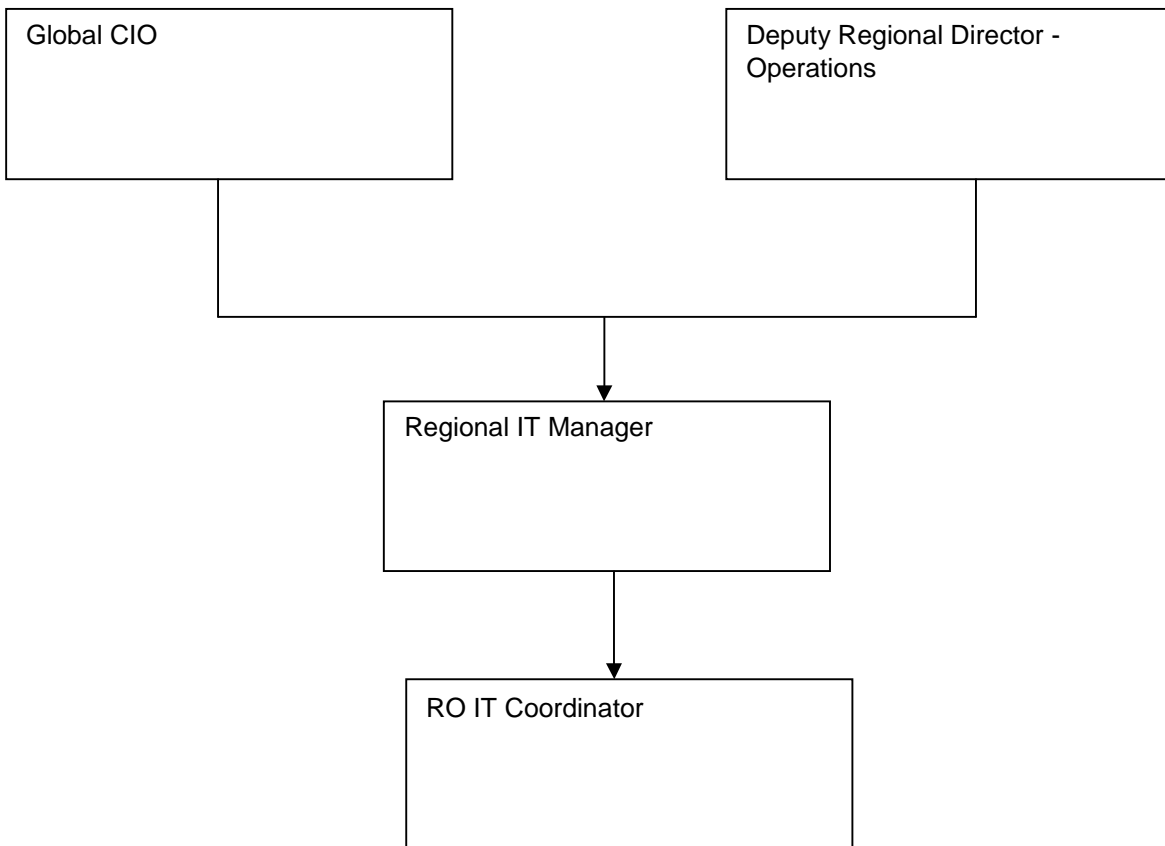 Global CIO
Deputy Regional Director -
Operations
Regional IT Manager
RO IT Coordinator